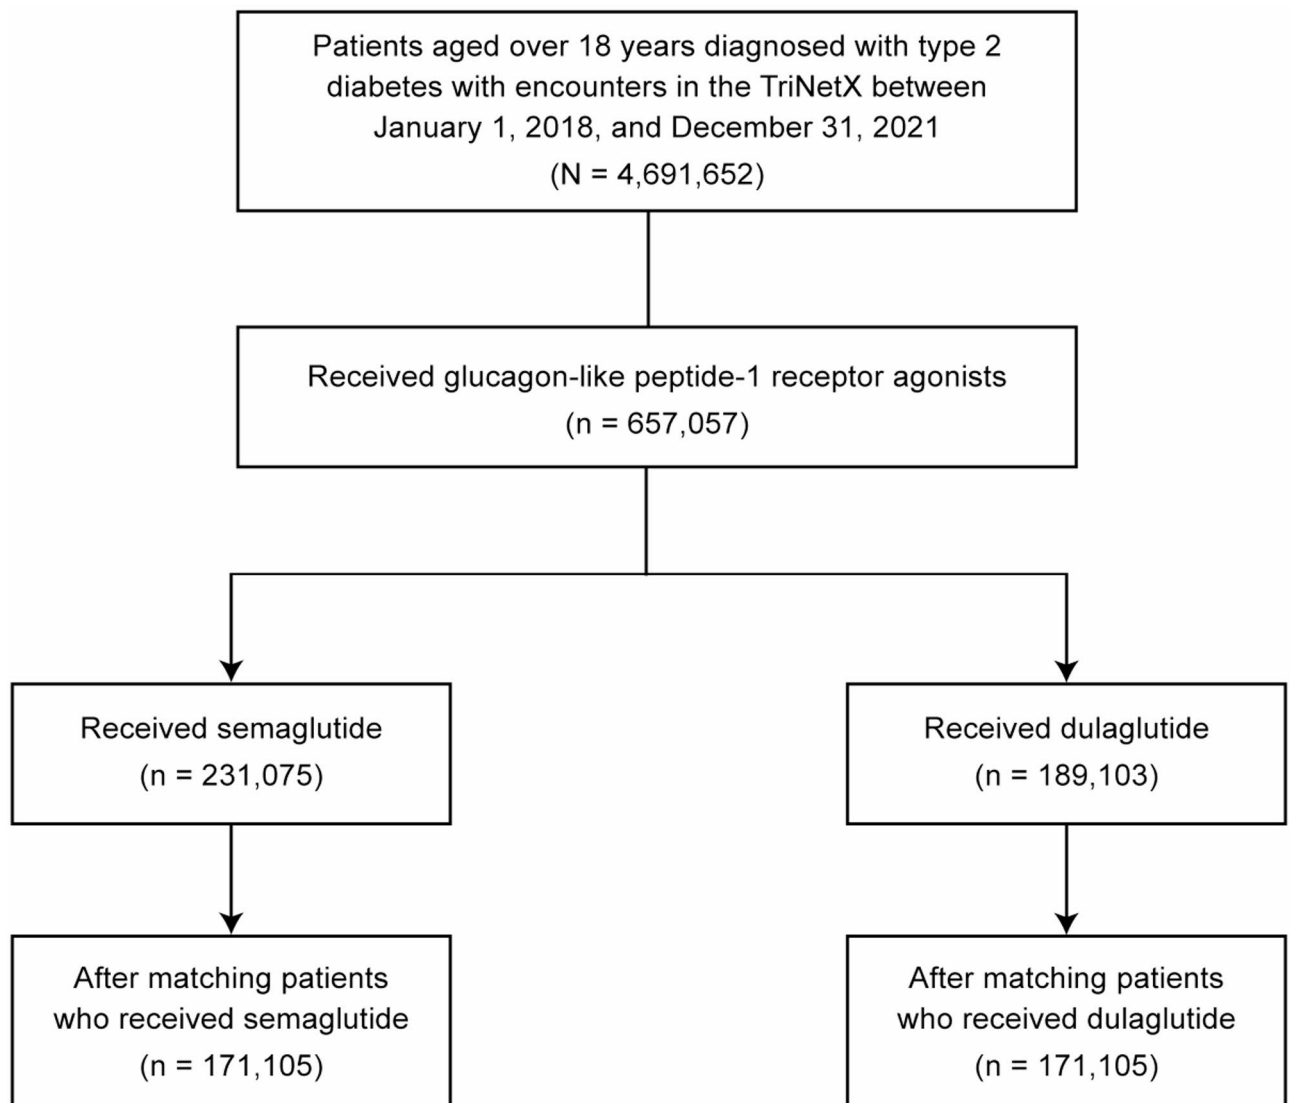 Patients aged over 18 years diagnosed with type 2
diabetes with encounters in the TriNetX between
January 1, 2018, and December 31, 2021
(N = 4,691,652)
Received glucagon-like peptide-1 receptor agonists
(n = 657,057)
Received semaglutide
(n = 231,075)
Received dulaglutide
(n = 189,103)
After matching patients
who received semaglutide
(n = 171,105)
After matching patients
who received dulaglutide
(n = 171,105)